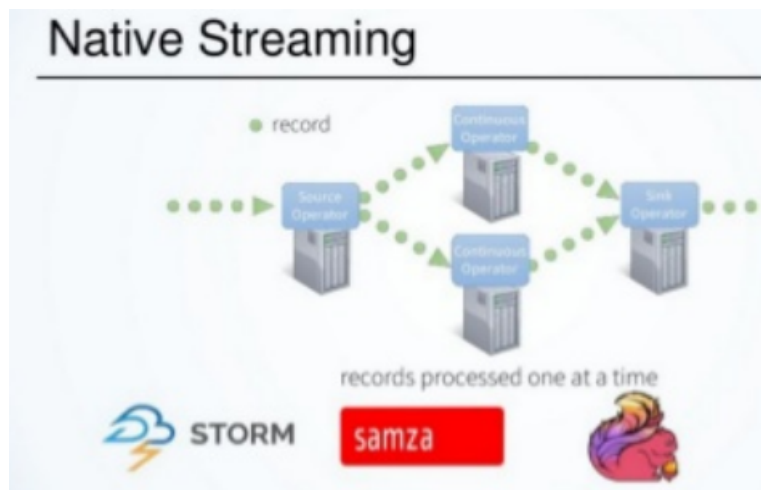 Native Streaming
record
Continuous
Operator
Source
Operator
Sink
Operator
Continuous
Operator
records processed one at a time
STORM
samza